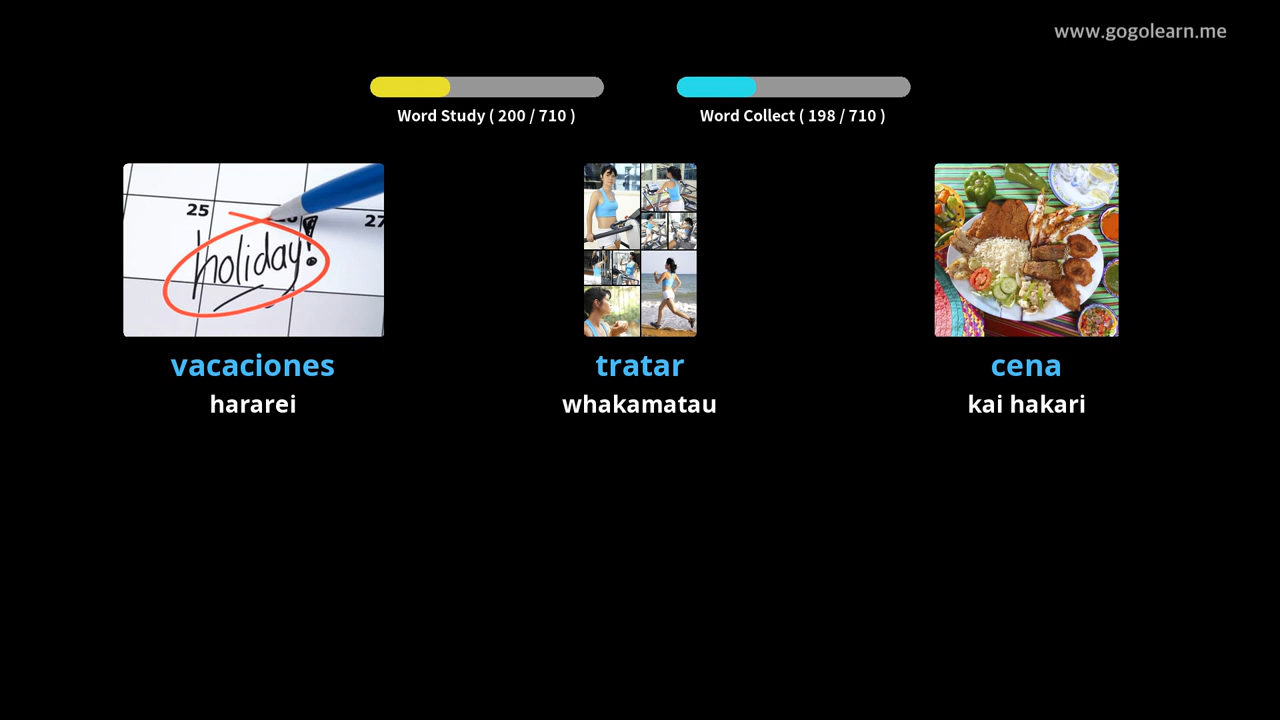 www.gogolearn.me
Word Study ( 200 / 710 )
Word Collect ( 198 / 710 )
25
27
holiday!
vacaciones
tratar
cena
hararei
whakamatau
kai hakari